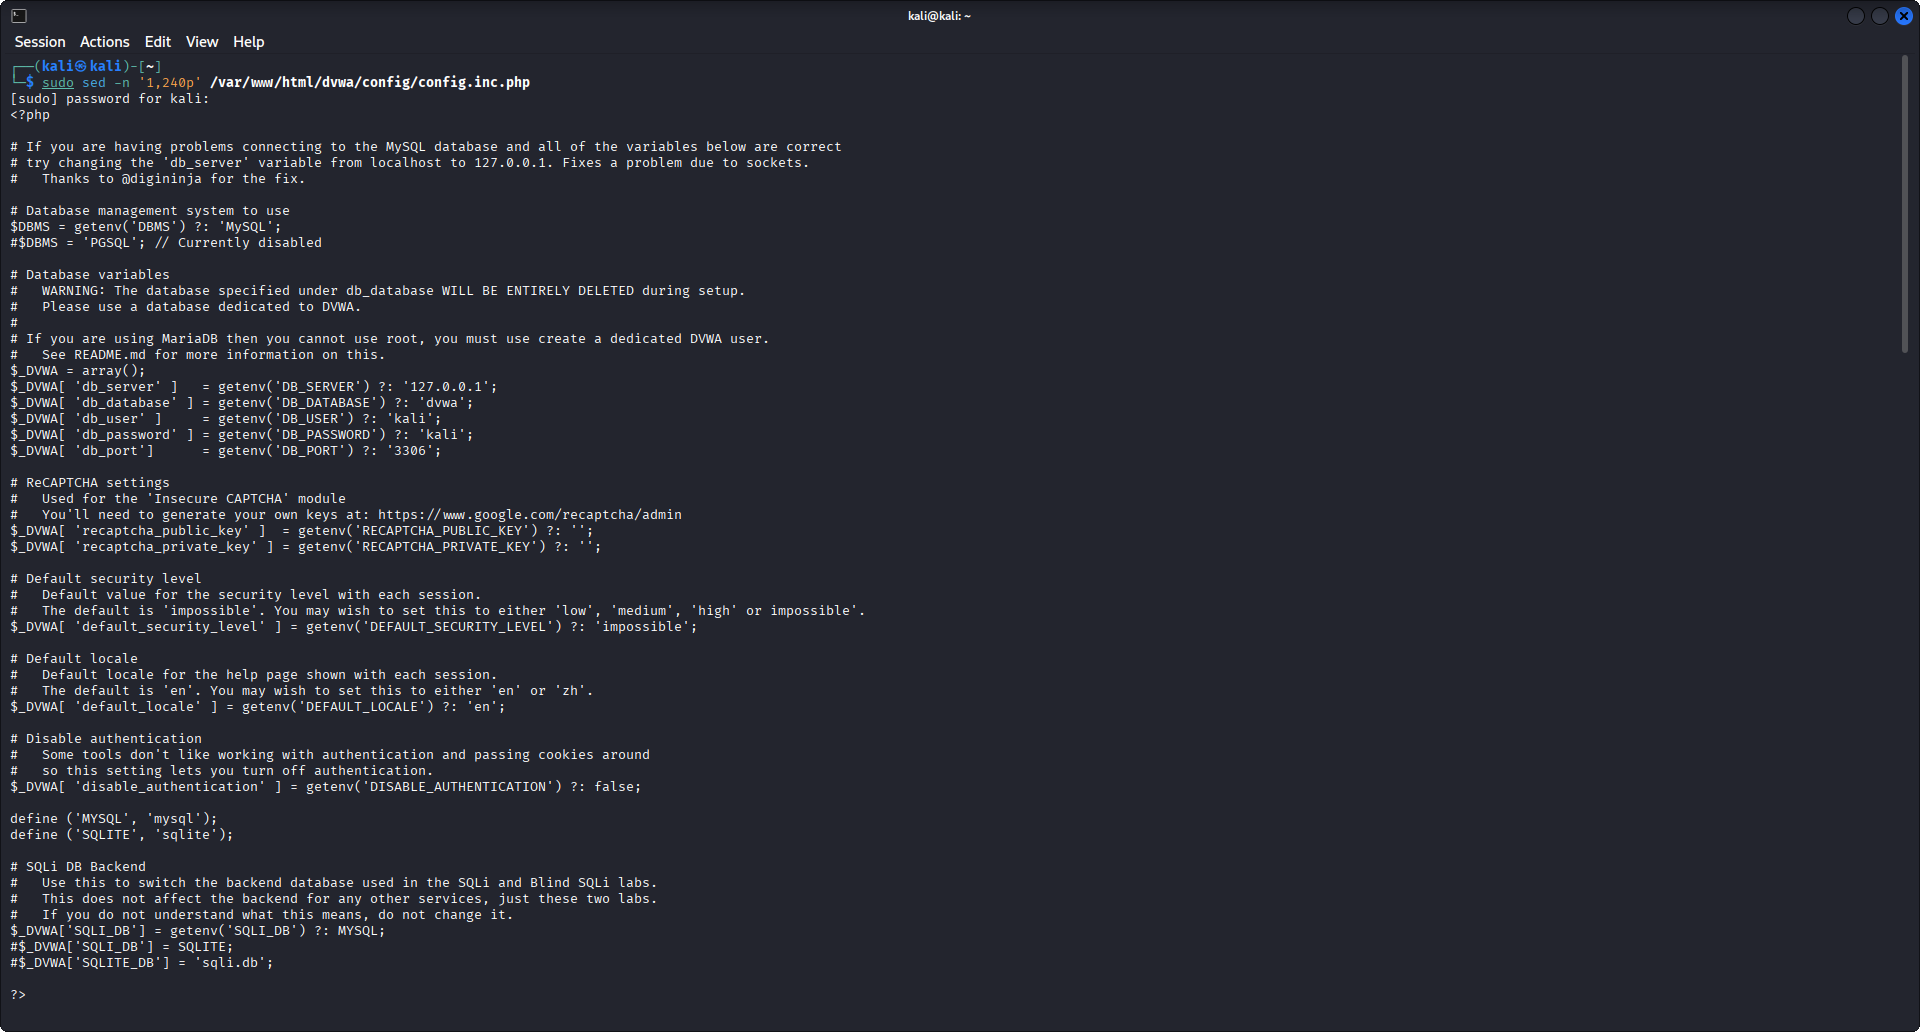 kali@kali: ~
Session Actions Edit View Help
┌──(kali㉿kali)-[~]
└─$ sudo sed -n '1,240p' /var/www/html/dvwa/config/config.inc.php
[sudo] password for kali:
<?php

# If you are having problems connecting to the MySQL database and all of the variables below are correct
# try changing the 'db_server' variable from localhost to 127.0.0.1. Fixes a problem due to sockets.
#   Thanks to @digininja for the fix.

# Database management system to use
$DBMS = getenv('DBMS') ?: 'MySQL';
#$DBMS = 'PGSQL'; // Currently disabled

# Database variables
#   WARNING: The database specified under db_database WILL BE ENTIRELY DELETED during setup.
#   Please use a database dedicated to DVWA.
#
# If you are using MariaDB then you cannot use root, you must use create a dedicated DVWA user.
#   See README.md for more information on this.
$_DVWA = array();
$_DVWA[ 'db_server' ]   = getenv('DB_SERVER') ?: '127.0.0.1';
$_DVWA[ 'db_database' ] = getenv('DB_DATABASE') ?: 'dvwa';
$_DVWA[ 'db_user' ]     = getenv('DB_USER') ?: 'kali';
$_DVWA[ 'db_password' ] = getenv('DB_PASSWORD') ?: 'kali';
$_DVWA[ 'db_port']      = getenv('DB_PORT') ?: '3306';

# ReCAPTCHA settings
#   Used for the 'Insecure CAPTCHA' module
#   You'll need to generate your own keys at: https://www.google.com/recaptcha/admin
$_DVWA[ 'recaptcha_public_key' ]  = getenv('RECAPTCHA_PUBLIC_KEY') ?: '';
$_DVWA[ 'recaptcha_private_key' ] = getenv('RECAPTCHA_PRIVATE_KEY') ?: '';

# Default security level
#   Default value for the security level with each session.
#   The default is 'impossible'. You may wish to set this to either 'low', 'medium', 'high' or impossible'.
$_DVWA[ 'default_security_level' ] = getenv('DEFAULT_SECURITY_LEVEL') ?: 'impossible';

# Default locale
#   Default locale for the help page shown with each session.
#   The default is 'en'. You may wish to set this to either 'en' or 'zh'.
$_DVWA[ 'default_locale' ] = getenv('DEFAULT_LOCALE') ?: 'en';

# Disable authentication
#   Some tools don't like working with authentication and passing cookies around
#   so this setting lets you turn off authentication.
$_DVWA[ 'disable_authentication' ] = getenv('DISABLE_AUTHENTICATION') ?: false;

define ('MYSQL', 'mysql');
define ('SQLITE', 'sqlite');

# SQLi DB Backend
#   Use this to switch the backend database used in the SQLi and Blind SQLi labs.
#   This does not affect the backend for any other services, just these two labs.
#   If you do not understand what this means, do not change it.
$_DVWA['SQLI_DB'] = getenv('SQLI_DB') ?: MYSQL;
#$_DVWA['SQLI_DB'] = SQLITE;
#$_DVWA['SQLITE_DB'] = 'sqli.db';

?>